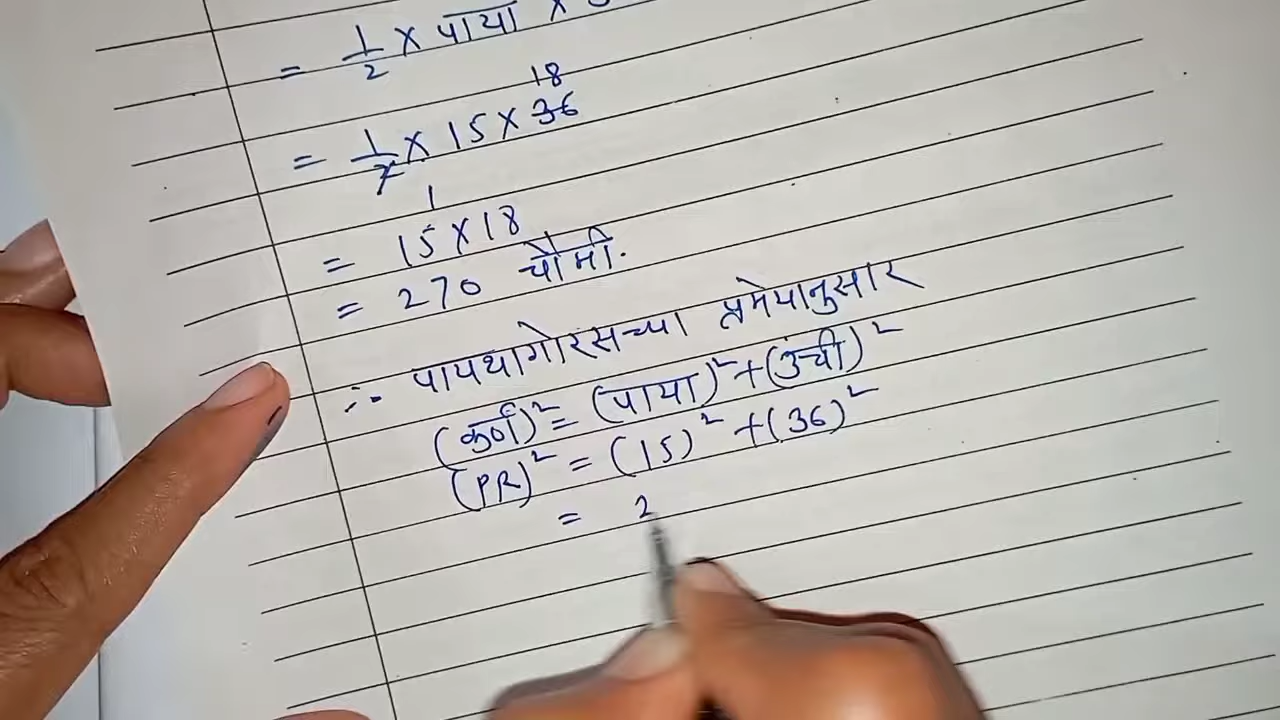 = 1/2 × पाया ×
18
= 1/2 × 15 × 36
1
= 15 × 18
= 270 चौमी.
∴ पायथागोरसच्या प्रमेयानुसार
(कर्ण)² = (पाया)² + (उंची)²
(PR)² = (15)² + (36)²
= 2